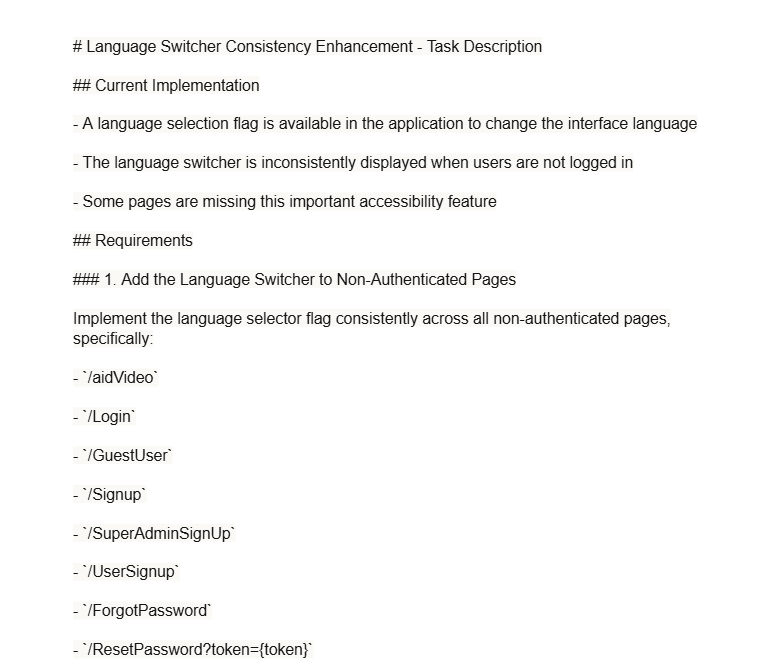 # Language Switcher Consistency Enhancement - Task Description
## Current Implementation
- A language selection flag is available in the application to change the interface language
- The language switcher is inconsistently displayed when users are not logged in
- Some pages are missing this important accessibility feature
## Requirements
### 1. Add the Language Switcher to Non-Authenticated Pages
Implement the language selector flag consistently across all non-authenticated pages,
specifically:
- `/aidVideo`
- `/Login`
- `/GuestUser`
- `/Signup`
- `/SuperAdminSignUp`
- `/UserSignup`
- `/ForgotPassword`
- `/ResetPassword?token={token}`